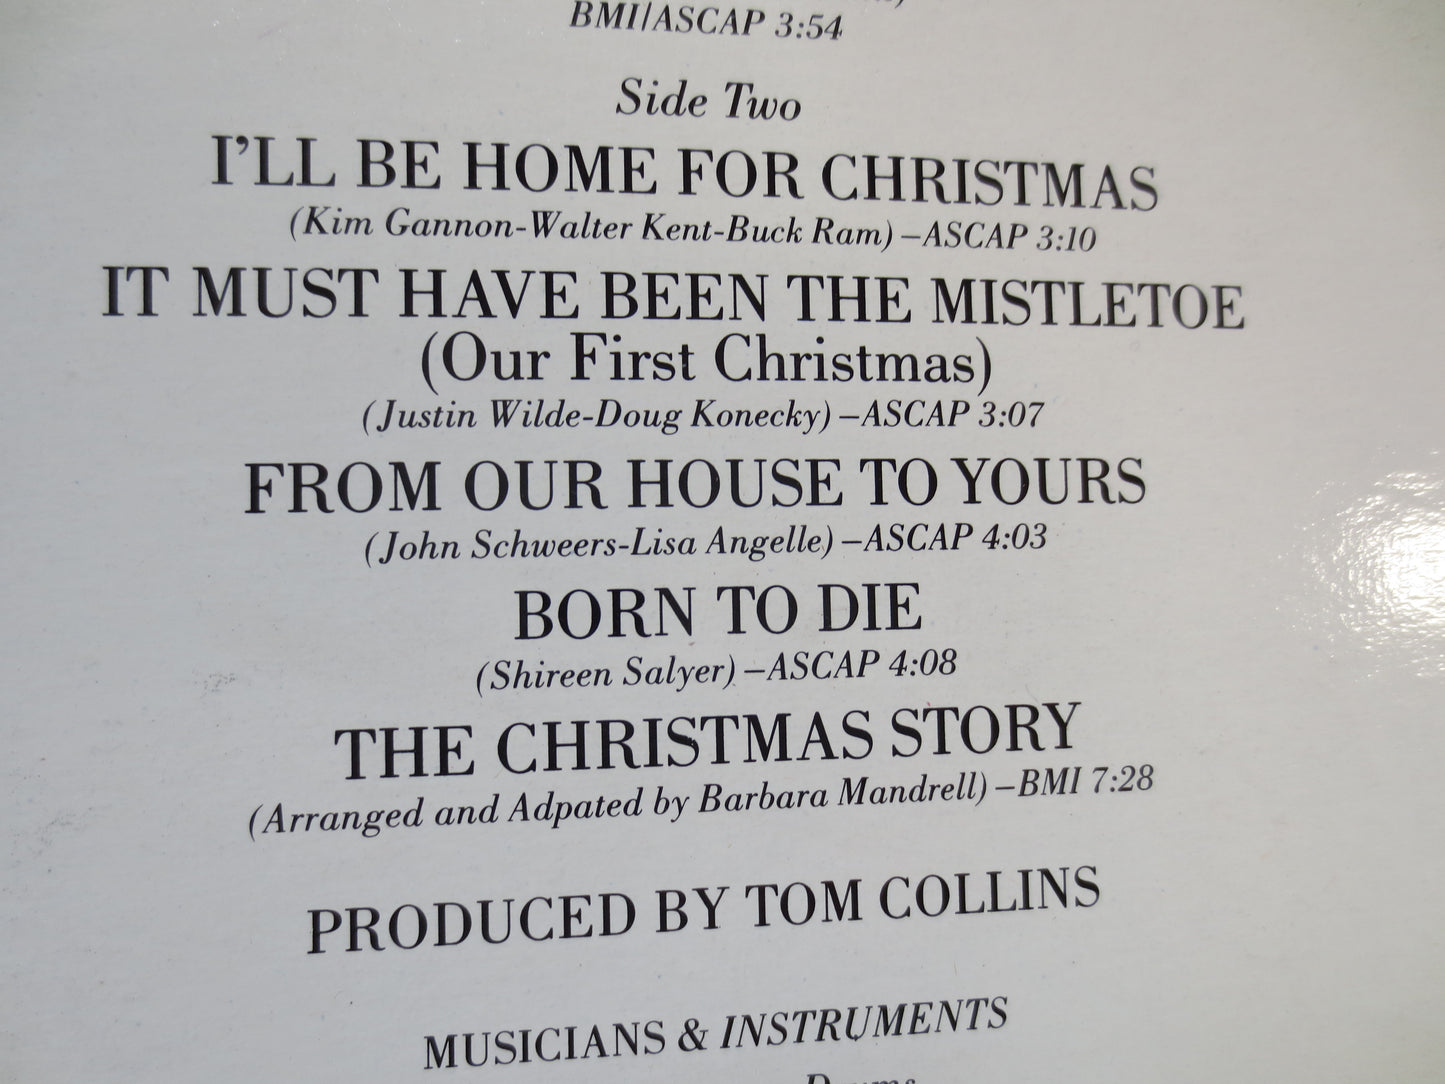 BMI/ASCAP 3:54
Side Two
I'LL BE HOME FOR CHRISTMAS
(Kim Gannon-Walter Kent-Buck Ram) –ASCAP 3:10
IT MUST HAVE BEEN THE MISTLETOE
(Our First Christmas)
(Justin Wilde-Doug Konecky) –ASCAP 3:07
FROM OUR HOUSE TO YOURS
(John Schweers-Lisa Angelle) –ASCAP 4:03
BORN TO DIE
(Shireen Salyer) –ASCAP 4:08
THE CHRISTMAS STORY
(Arranged and Adpated by Barbara Mandrell) –BMI 7:28
PRODUCED BY TOM COLLINS
MUSICIANS & INSTRUMENTS